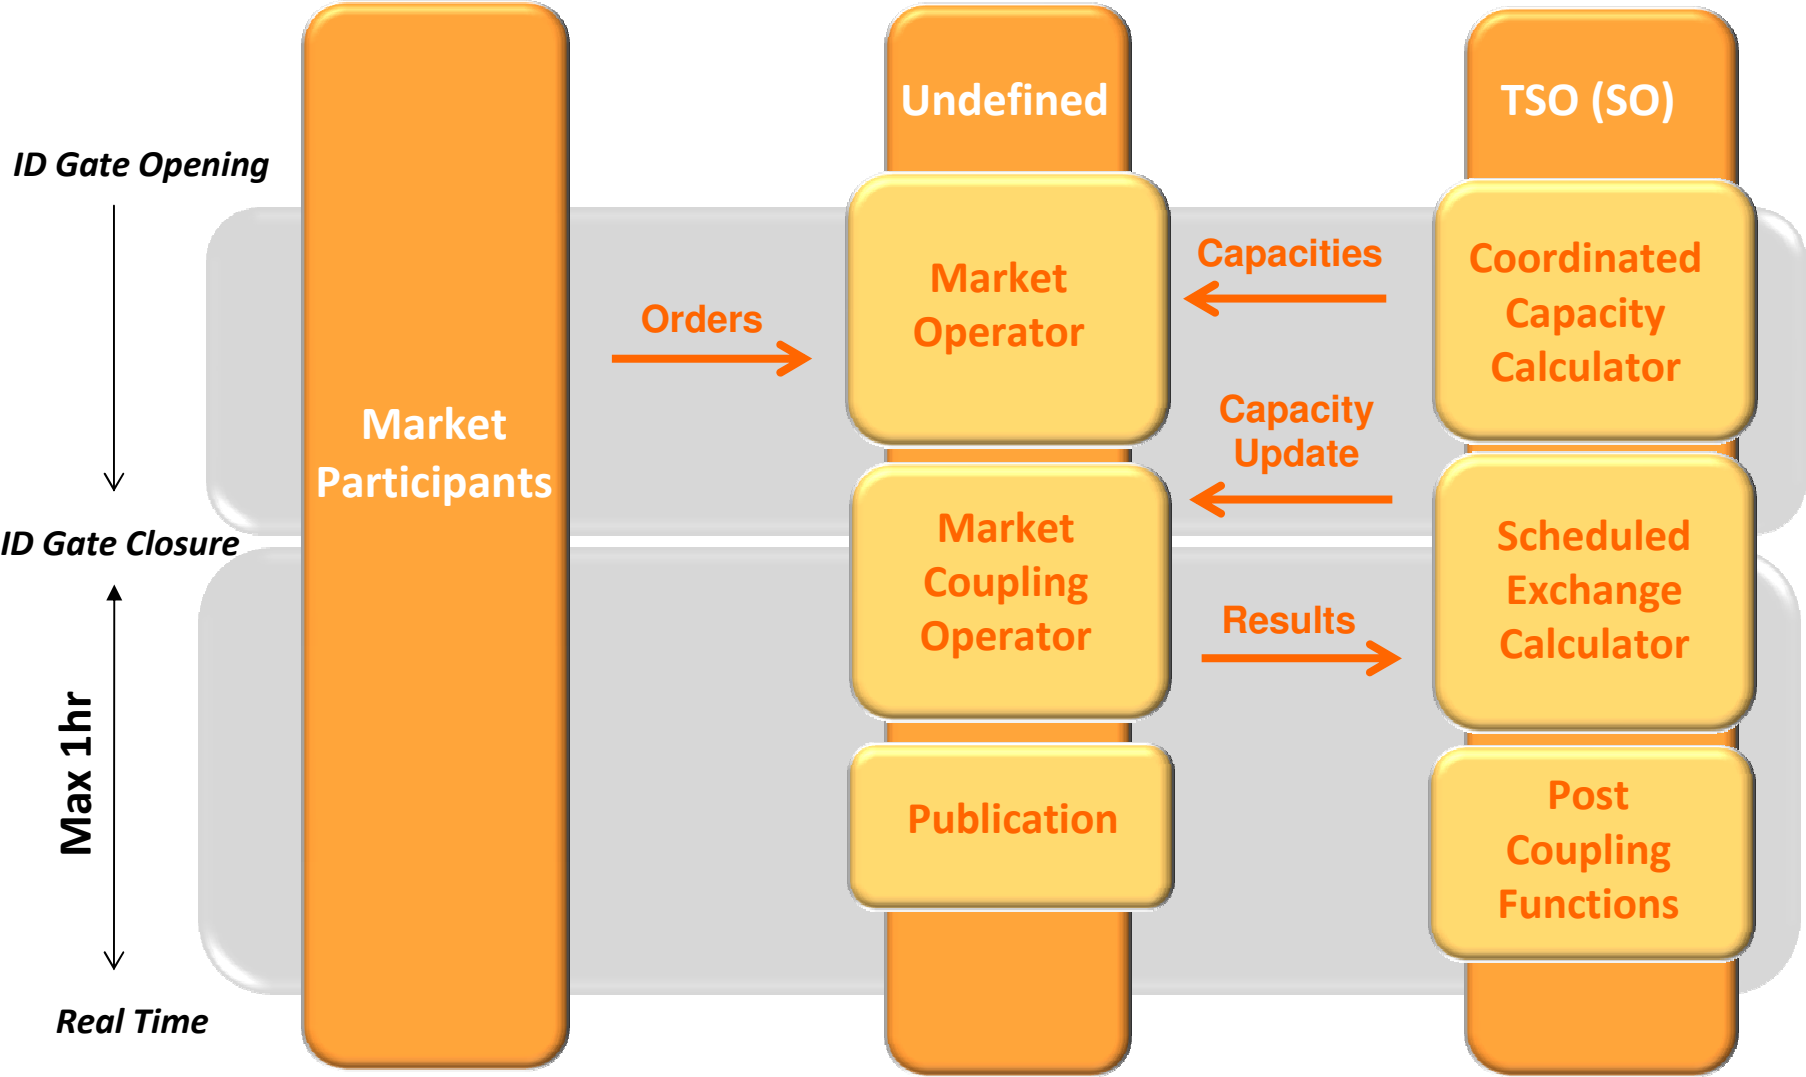 Undefined
TSO (SO)
ID Gate Opening
Market
Participants
Orders
Market
Operator
Capacities
Coordinated
Capacity
Calculator
Capacity
Update
ID Gate Closure
Market
Coupling
Operator
Scheduled
Exchange
Calculator
Results
Max 1hr
Publication
Post
Coupling
Functions
Real Time